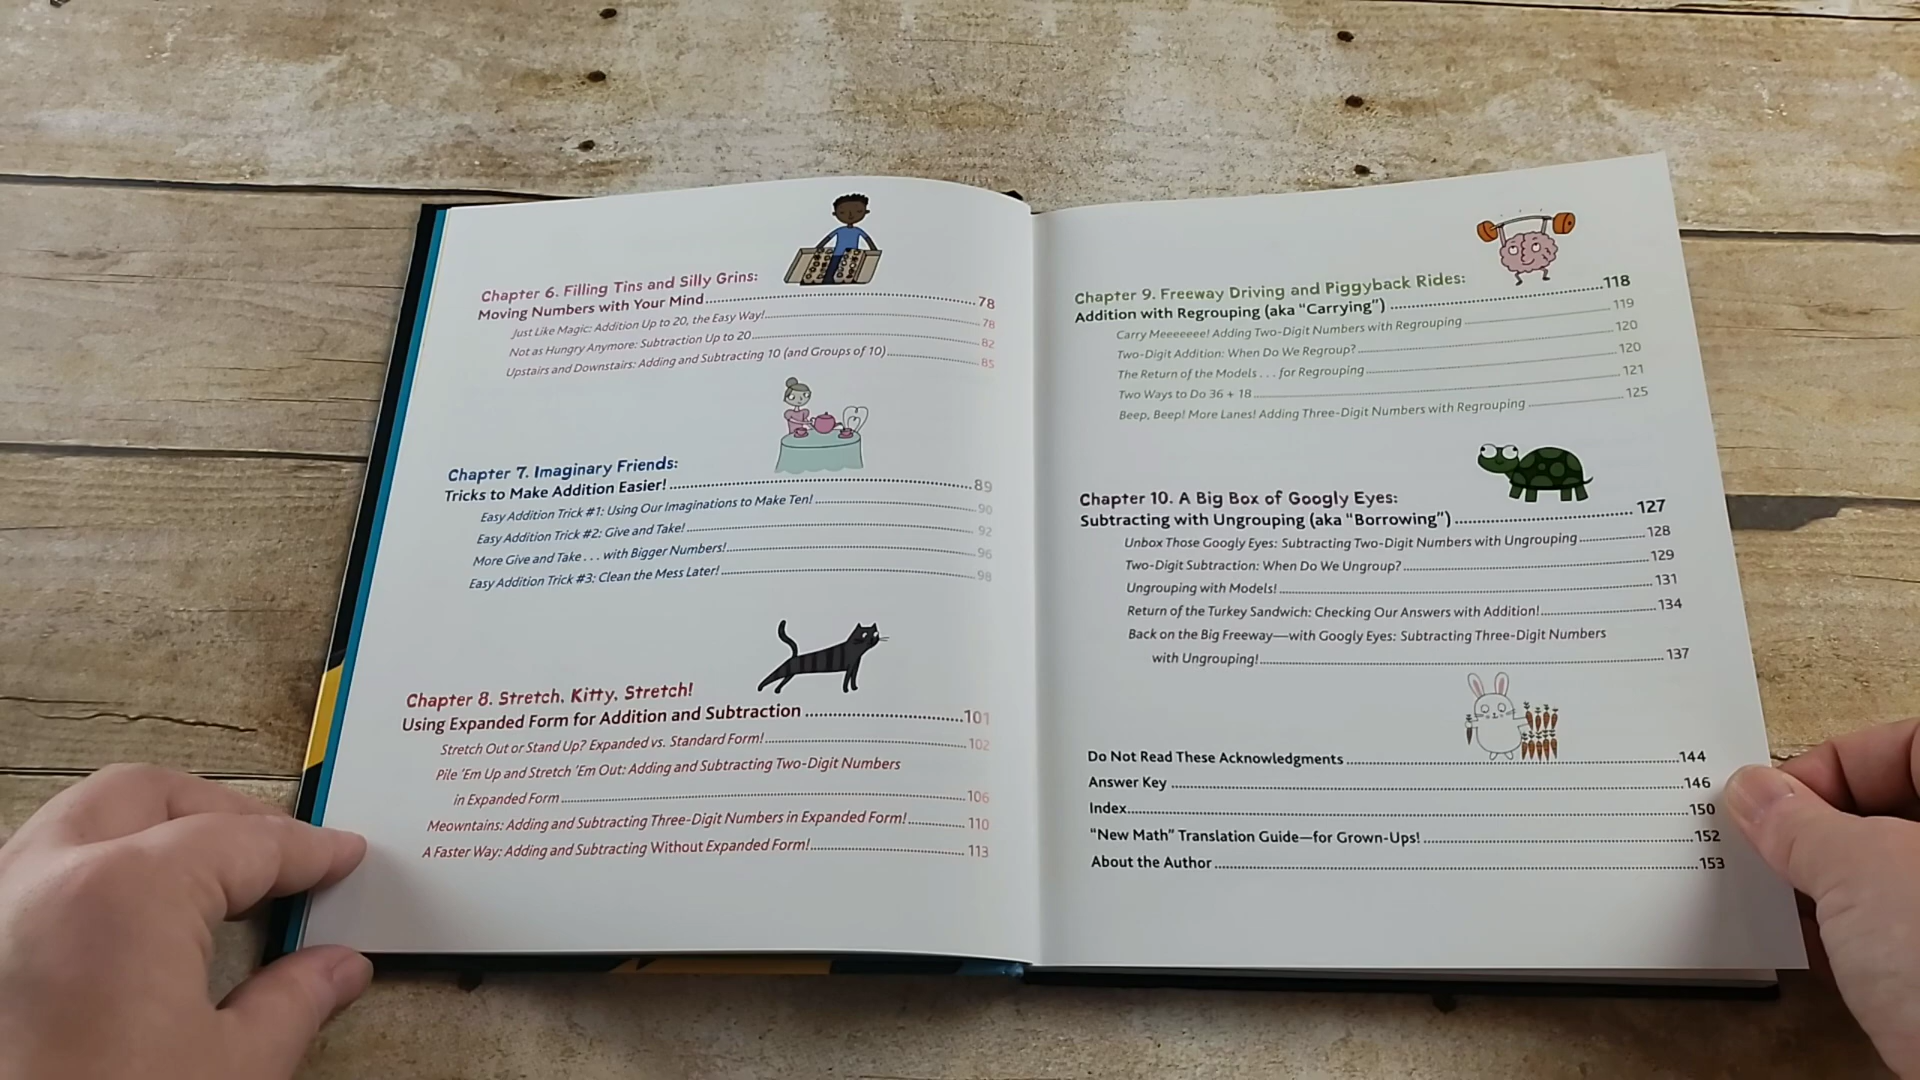 Chapter 6. Filling Tins and Silly Grins:
Moving Numbers with Your Mind 78
Just Like Magic: Addition Up to 20, the Easy Way! 78
Not as Hungry Anymore: Subtraction Up to 20 82
Upstairs and Downstairs: Adding and Subtracting 10 (and Groups of 10) 85
Chapter 7. Imaginary Friends:
Tricks to Make Addition Easier! 89
Easy Addition Trick #1: Using Our Imaginations to Make Ten! 90
Easy Addition Trick #2: Give and Take! 92
More Give and Take . . . with Bigger Numbers! 96
Easy Addition Trick #3: Clean the Mess Later! 98
Chapter 8. Stretch, Kitty, Stretch!
Using Expanded Form for Addition and Subtraction 101
Stretch Out or Stand Up? Expanded vs. Standard Form! 102
Pile 'Em Up and Stretch 'Em Out: Adding and Subtracting Two-Digit Numbers
in Expanded Form 106
Meowntains: Adding and Subtracting Three-Digit Numbers in Expanded Form! 110
A Faster Way: Adding and Subtracting Without Expanded Form! 113
Chapter 9. Freeway Driving and Piggyback Rides:
Addition with Regrouping (aka "Carrying") 118
Carry Meeeeeee! Adding Two-Digit Numbers with Regrouping 119
Two-Digit Addition: When Do We Regroup? 120
The Return of the Models . . . for Regrouping 120
Two Ways to Do 36 + 18 121
Beep, Beep! More Lanes! Adding Three-Digit Numbers with Regrouping 125
Chapter 10. A Big Box of Googly Eyes:
Subtracting with Ungrouping (aka "Borrowing") 127
Unbox Those Googly Eyes: Subtracting Two-Digit Numbers with Ungrouping 128
Two-Digit Subtraction: When Do We Ungroup? 129
Ungrouping with Models! 131
Return of the Turkey Sandwich: Checking Our Answers with Addition! 134
Back on the Big Freeway—with Googly Eyes: Subtracting Three-Digit Numbers
with Ungrouping! 137
Do Not Read These Acknowledgments 144
Answer Key 146
Index 150
"New Math" Translation Guide—for Grown-Ups! 152
About the Author 153